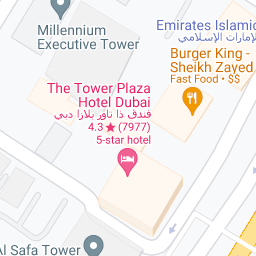 Millennium
Executive Tower
Emirates Islamic
الإمارات الإسلامي
Burger King -
Sheikh Zayed
Fast Food • $$
The Tower Plaza
Hotel Dubai
فندق ذا تاور بلازا دبي
4.3★ (7977)
5-star hotel
Al Safa Tower